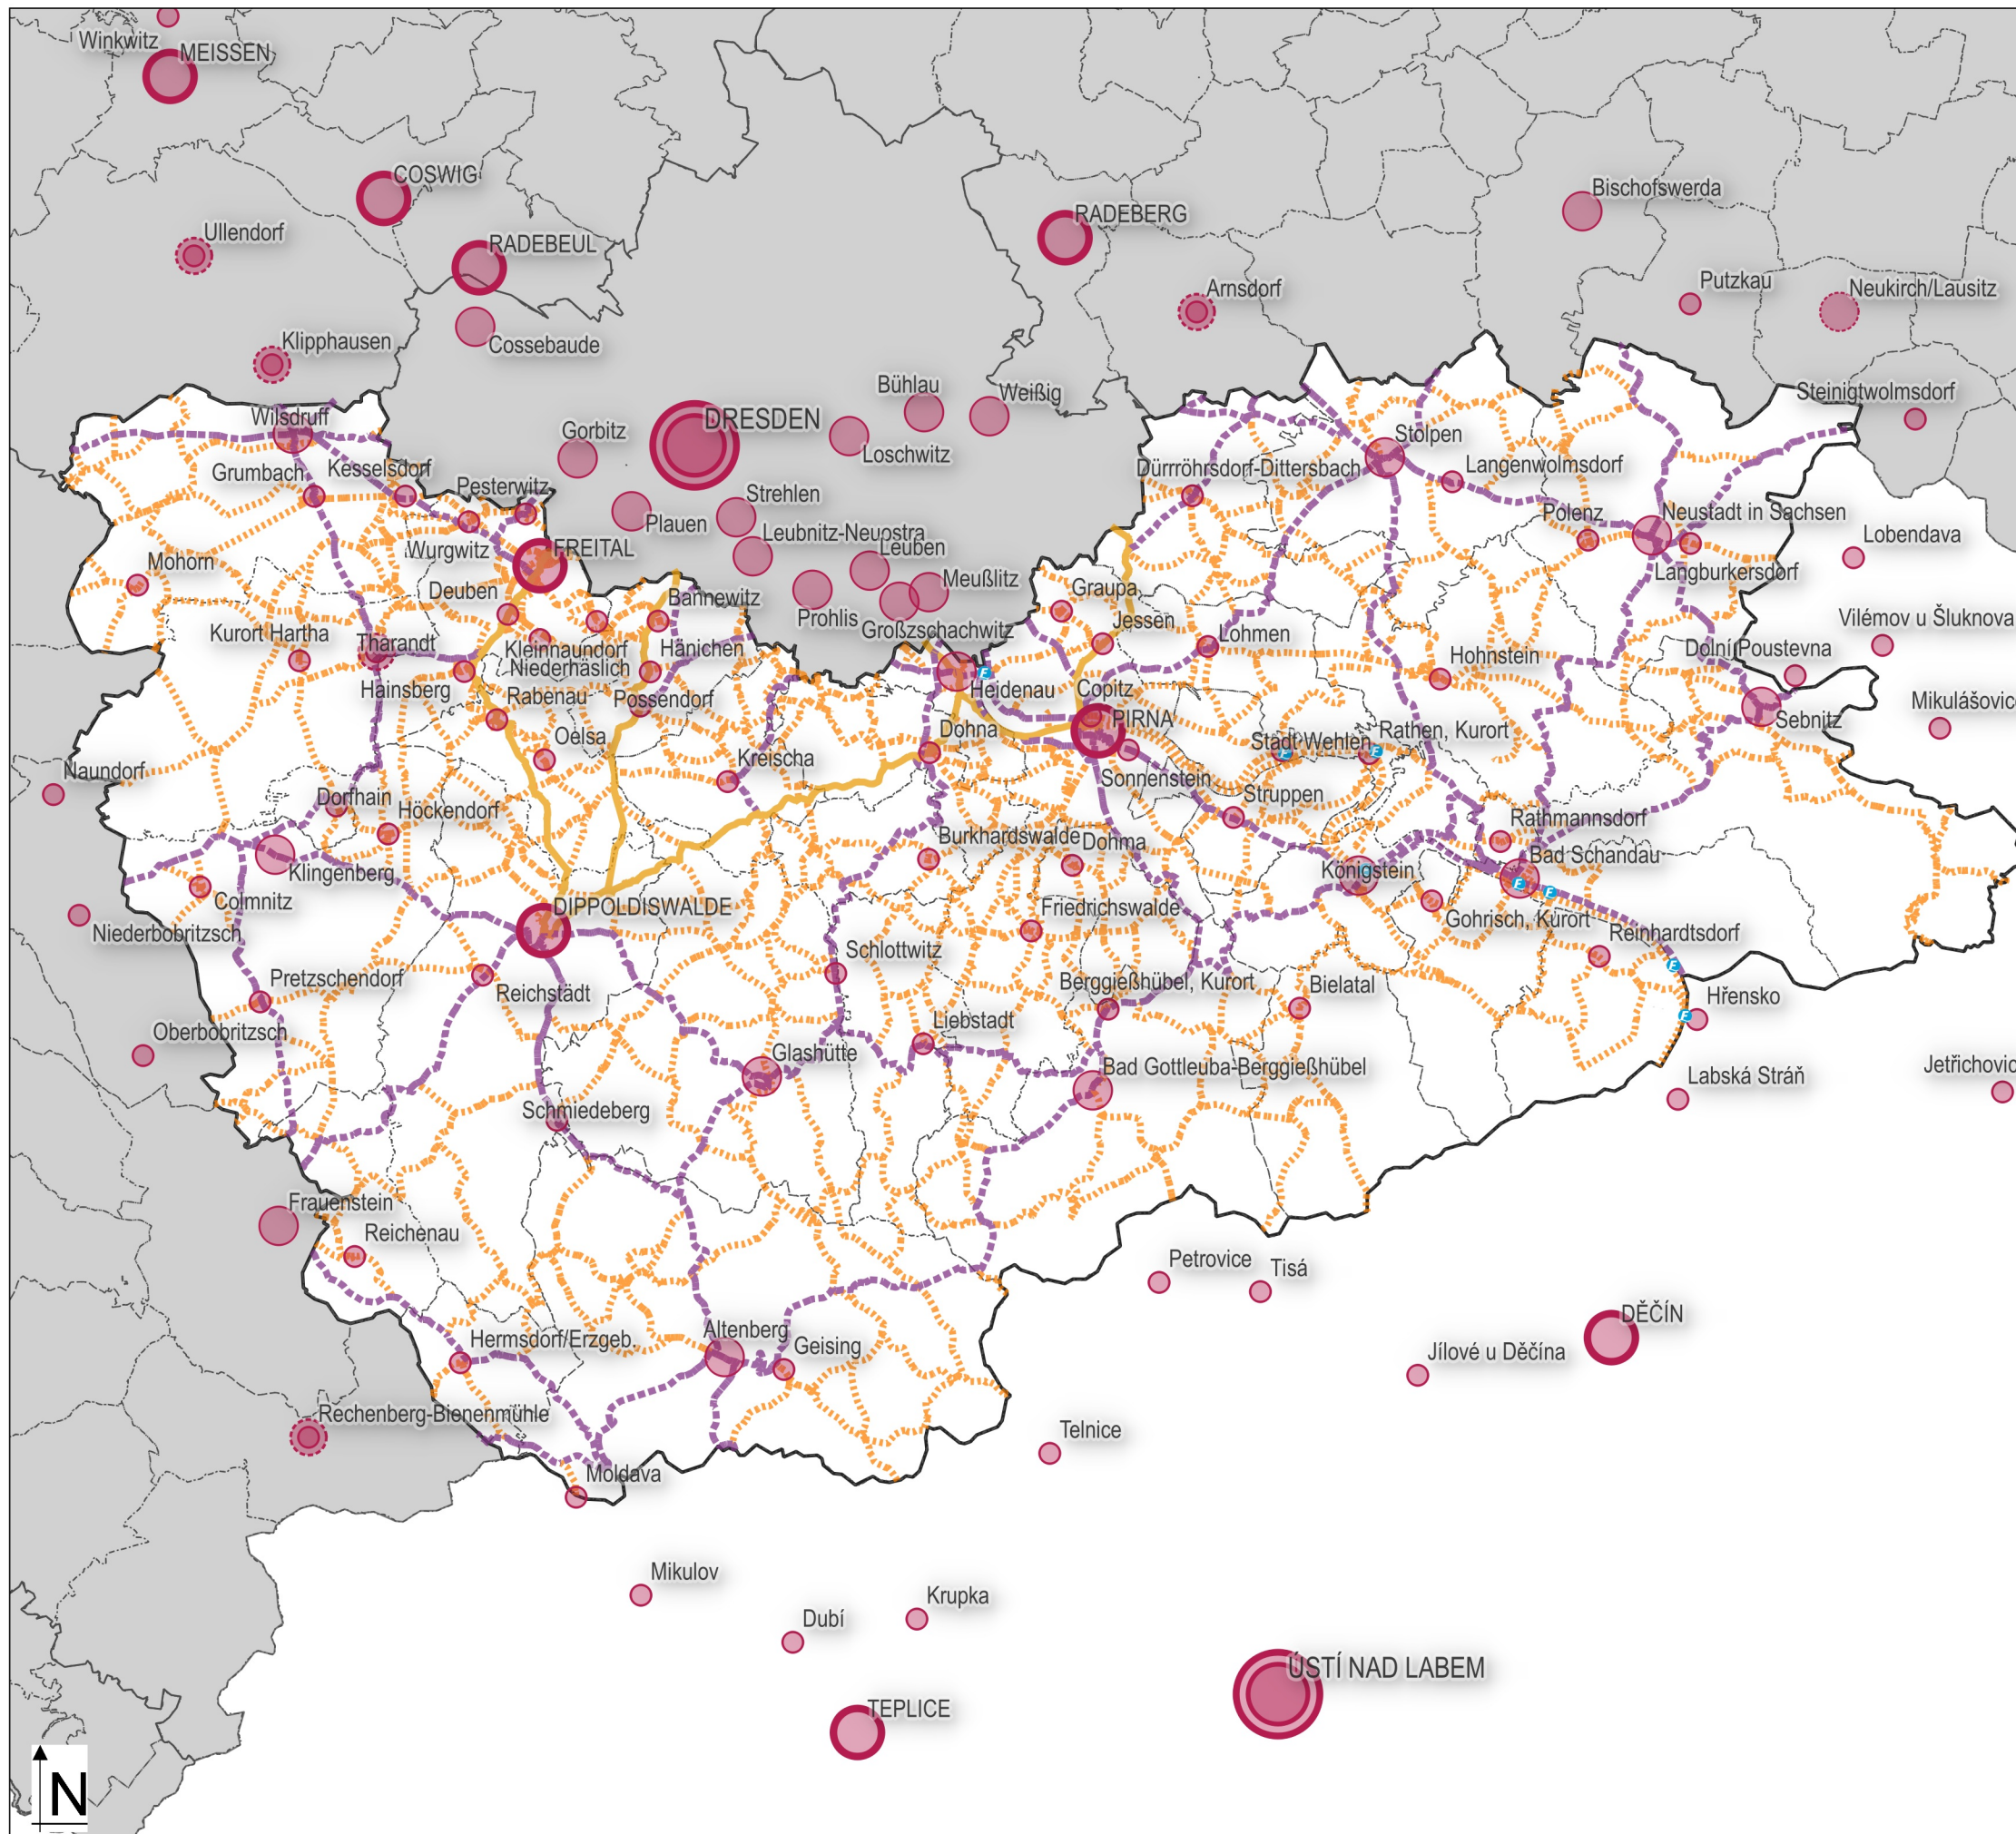 Winkwitz
MEISSEN
COSWIG
Bischofswerda
RADEBERG
Ullendorf
RADEBEUL
Putzkau
Arnsdorf
Neukirch/Lausitz
Klipphausen
Cossebaude
Bühlau
Weißig
Steinigtwolmsdorf
Wilsdruff
DRESDEN
Gorbitz
Stolpen
Loschwitz
Grumbach
Kesselsdorf
Dürrröhrsdorf-Dittersbach
Langenwolmsdorf
Pesterwitz
Strehlen
Plauen
Polenz
Neustadt in Sachsen
Leubnitz-Neuostra
Lobendava
Wurgwitz
FREITAL
Leuben
Mohorn
Langburkersdorf
Meußlitz
Deuben
Bannewitz
Graupa
Prohlis
Vilémov u Šluknova
Kurort Hartha
Tharandt
Großzschachwitz
Jessen
Lohmen
Kleinnaundorf
Hänichen
Dolní Poustevna
Niederhäslich
Hohnstein
Hainsberg
Rabenau
Possendorf
Heidenau
Copitz
Mikulášovice
PIRNA
Sebnitz
Dohna
Oelsa
Stadt Wehlen
Rathen, Kurort
Kreischa
Naundorf
Sonnenstein
Struppen
Dorfhain
Höckendorf
Rathmannsdorf
Burkhardswalde
Dohma
Bad Schandau
Klingenberg
Königstein
Colmnitz
DIPPOLDISWALDE
Friedrichswalde
Gohrisch, Kurort
Niederbobritzsch
Reinhardtsdorf
Schlottwitz
Pretzschendorf
Reichstädt
Berggießhübel, Kurort
Bielatal
Hřensko
Oberbobritzsch
Liebstadt
Glashütte
Bad Gottleuba-Berggießhübel
Labská Stráň
Schmiedeberg
Frauenstein
Reichenau
Petrovice
Tisá
DĚČÍN
Altenberg
Hermsdorf/Erzgeb.
Geising
Jílové u Děčína
Rechenberg-Bienenmühle
Telnice
Moldava
Mikulov
Krupka
Dubí
ÚSTÍ NAD LABEM
TEPLICE
N